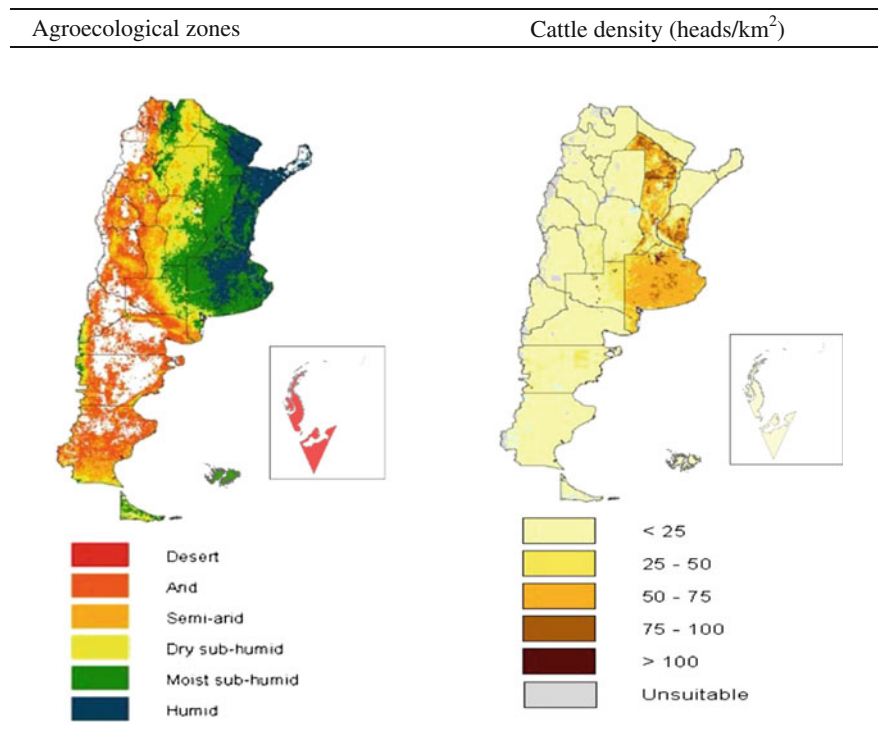 Agroecological zones
Cattle density (heads/km²)
Desert
Arid
Semi-arid
Dry sub-humid
Moist sub-humid
Humid
< 25
25 - 50
50 - 75
75 - 100
> 100
Unsuitable